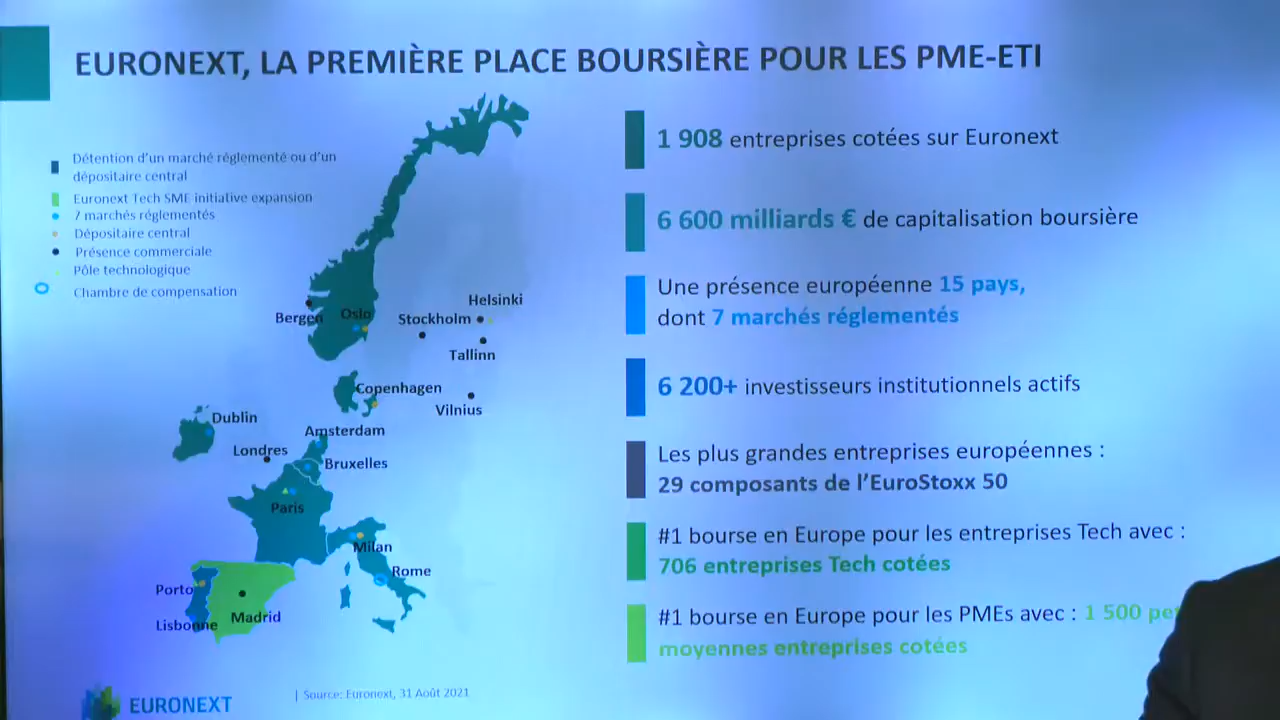 EURONEXT, LA PREMIÈRE PLACE BOURSIÈRE POUR LES PME-ETI
Détention d'un marché réglementé ou d'un
dépositaire central
Euronext Tech SME initiative expansion
7 marchés réglementés
Dépositaire central
Présence commerciale
Pôle technologique
Chambre de compensation
Helsinki
Bergen
Oslo
Stockholm
Tallinn
Copenhagen
Vilnius
Dublin
Amsterdam
Londres
Bruxelles
Paris
Milan
Rome
Porto
Madrid
Lisbonne
1 908 entreprises cotées sur Euronext
6 600 milliards € de capitalisation boursière
Une présence européenne 15 pays,
dont 7 marchés réglementés
6 200+ investisseurs institutionnels actifs
Les plus grandes entreprises européennes :
29 composants de l'EuroStoxx 50
#1 bourse en Europe pour les entreprises Tech avec :
706 entreprises Tech cotées
#1 bourse en Europe pour les PMEs avec : 1 500
moyennes entreprises cotées
EURONEXT
| Source: Euronext, 31 Août 2021